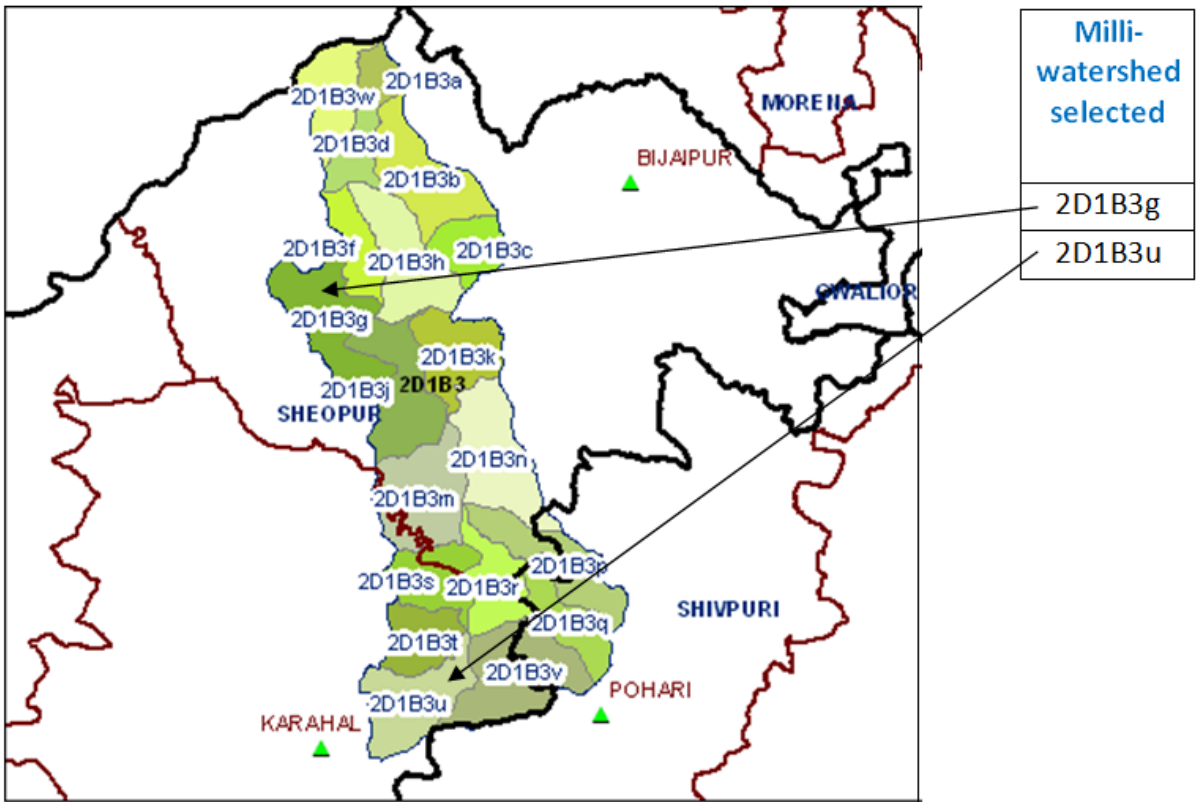 Milli-
watershed
selected
2D1B3g
2D1B3u
2D1B3a
2D1B3w
MORENA
2D1B3d
BIJAIPUR
2D1B3b
2D1B3f
2D1B3c
2D1B3h
GWALIOR
2D1B3g
2D1B3k
2D1B3j
2D1B3
SHEOPUR
2D1B3n
2D1B3m
2D1B3p
2D1B3s
2D1B3r
SHIVPURI
2D1B3q
2D1B3t
2D1B3v
POHARI
2D1B3u
KARAHAL